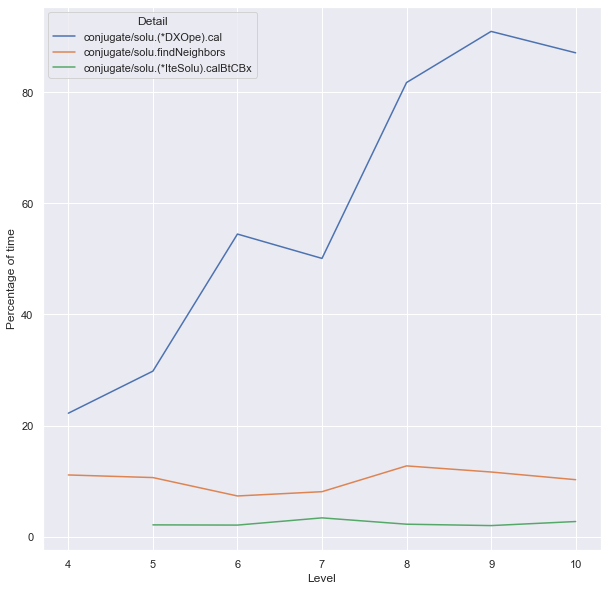 Detail
conjugate/solu.(*DXOpe).cal
conjugate/solu.findNeighbors
conjugate/solu.(*IteSolu).calBtCBx
80
60
40
20
0
Percentage of time
4 5 6 7 8 9 10
Level